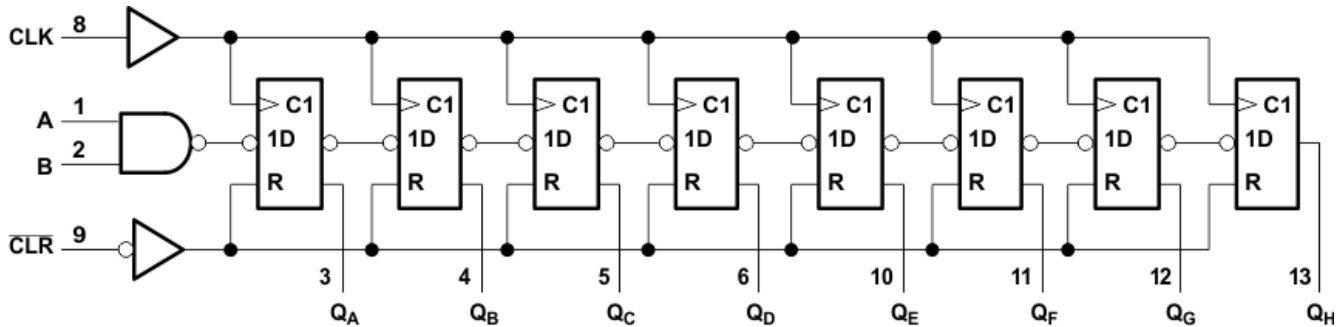 CLK 8
C1 C1 C1 C1 C1 C1 C1 C1
A 1
1D 1D 1D 1D 1D 1D 1D 1D
B 2
R R R R R R R R
CLR 9
3 4 5 6 10 11 12 13
QA QB QC QD QE QF QG QH